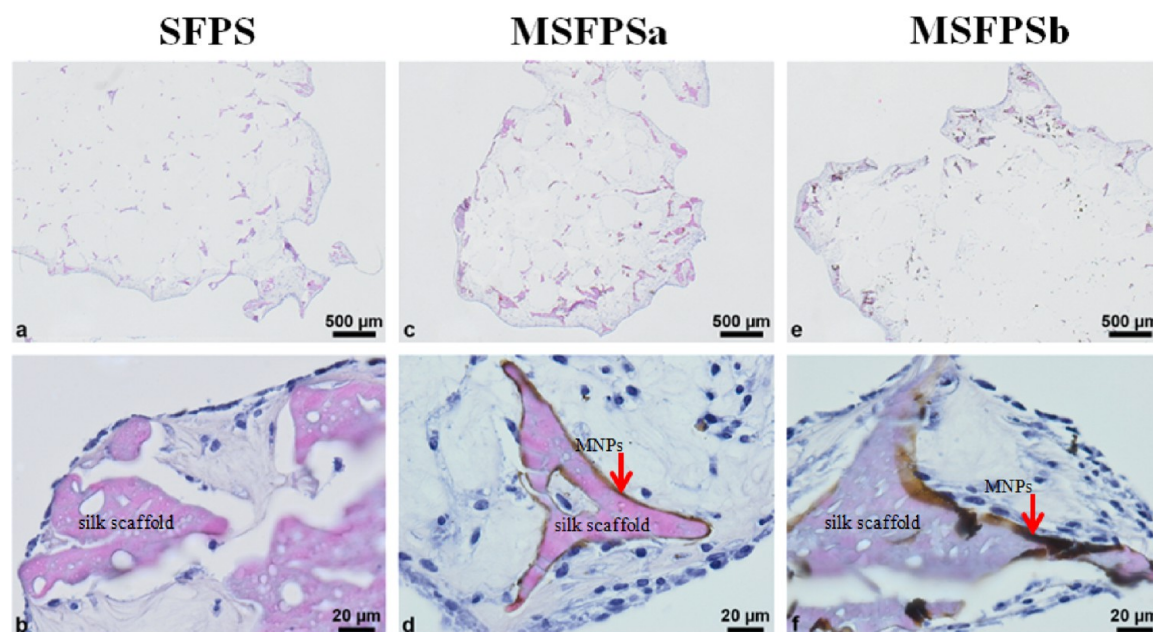 SFPS
MSFPSa
MSFPSb
a
500 µm
c
500 µm
e
500 µm
silk scaffold
b
20 µm
MNPs
silk scaffold
d
20 µm
MNPs
silk scaffold
f
20 µm